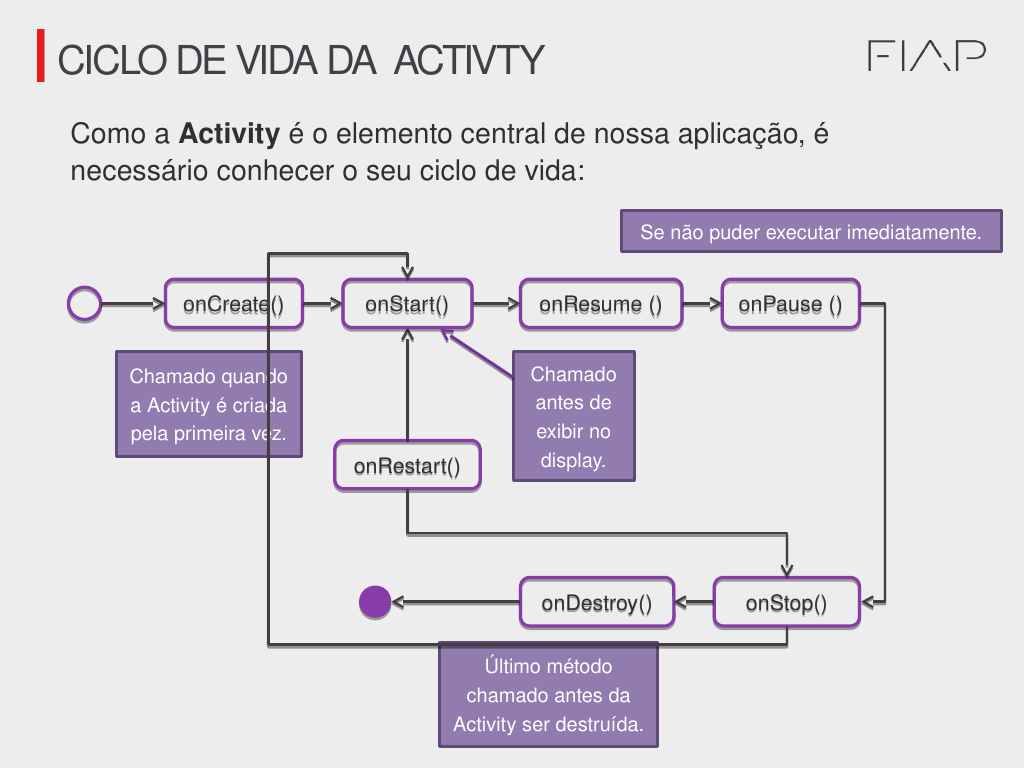 CICLO DE VIDA DA ACTIVTY
FIAP
Como a Activity é o elemento central de nossa aplicação, é
necessário conhecer o seu ciclo de vida:
Se não puder executar imediatamente.
onCreate()
onStart()
onResume ()
onPause ()
Chamado quando
a Activity é criada
pela primeira vez.
Chamado
antes de
exibir no
display.
onRestart()
onDestroy()
onStop()
Último método
chamado antes da
Activity ser destruída.